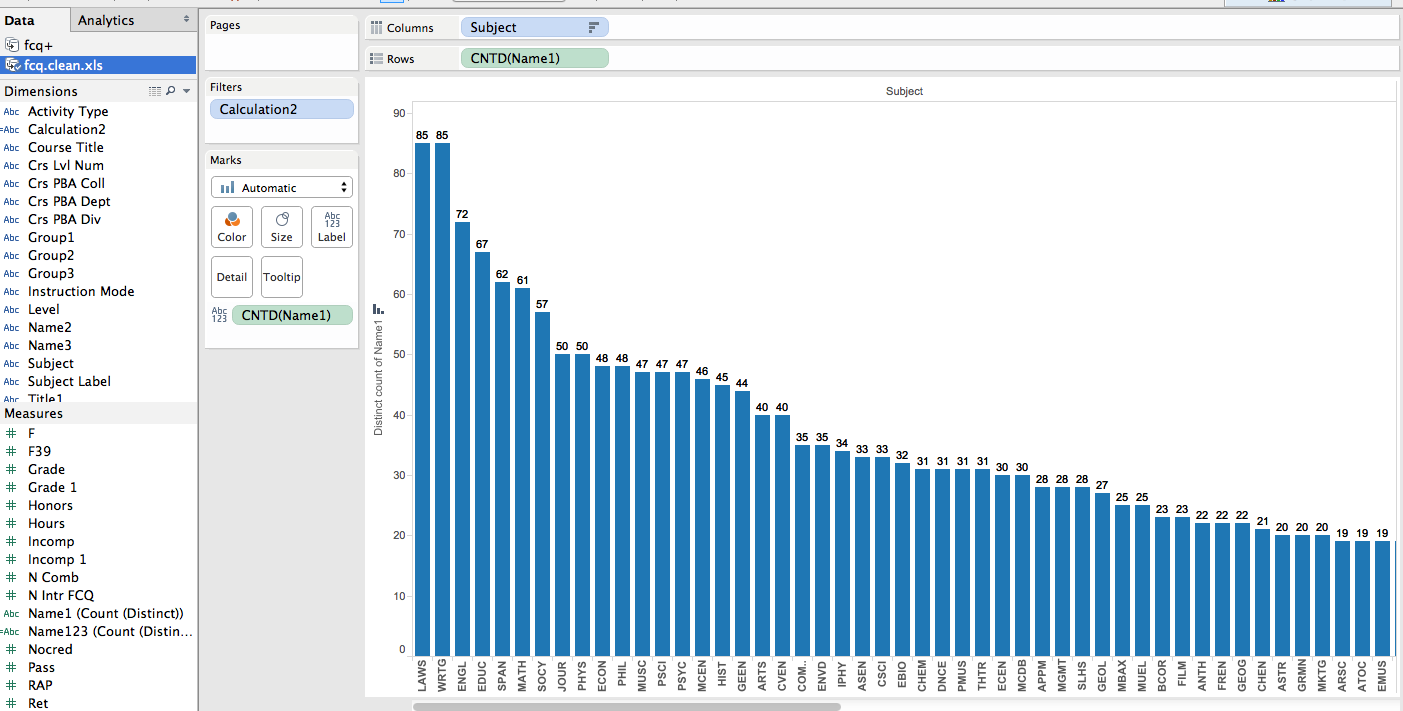 Data
Analytics
fcq+
fcq.clean.xls
Dimensions
Abc Activity Type
=Abc Calculation2
Abc Course Title
Abc Crs Lvl Num
Abc Crs PBA Coll
Abc Crs PBA Dept
Abc Crs PBA Div
Abc Group1
Abc Group2
Abc Group3
Abc Instruction Mode
Abc Level
Abc Name2
Abc Name3
Abc Subject
Abc Subject Label
Abc Title1
Measures
# F
# F39
# Grade
# Grade 1
# Honors
# Hours
# Incomp
# Incomp 1
# N Comb
# N Intr FCQ
Abc Name1 (Count (Distinct))
=Abc Name123 (Count (Distin...
# Nocred
# Pass
# RAP
# Ret
Pages
Filters
Calculation2
Marks
Automatic
Color
Size
Abc
123
Label
Detail
Tooltip
Abc
123
CNTD(Name1)
Columns
Subject
Rows
CNTD(Name1)
Subject
Distinct count of Name1
90
80
70
60
50
40
30
20
10
0
85 85 72 67 62 61 57 50 50 48 48 47 47 47 46 45 44 40 40 35 35 34 33 33 32 31 31 31 31 30 30 28 28 28 27 25 25 23 23 22 22 22 21 20 20 20 19 19 19
LAWS WRTG ENGL EDUC SPAN MATH SOCY JOUR PHYS ECON PHIL MUSC PSCI PSYC MCEN HIST GEEN ARTS CVEN COM.. ENVD IPHY ASEN CSCI EBIO CHEM DNCE PMUS THTR ECEN MCDB APPM MGMT SLHS GEOL MBAX MUEL BCOR FILM ANTH FREN GEOG CHEN ASTR GRMN MKTG ARSC ATOC EMUS